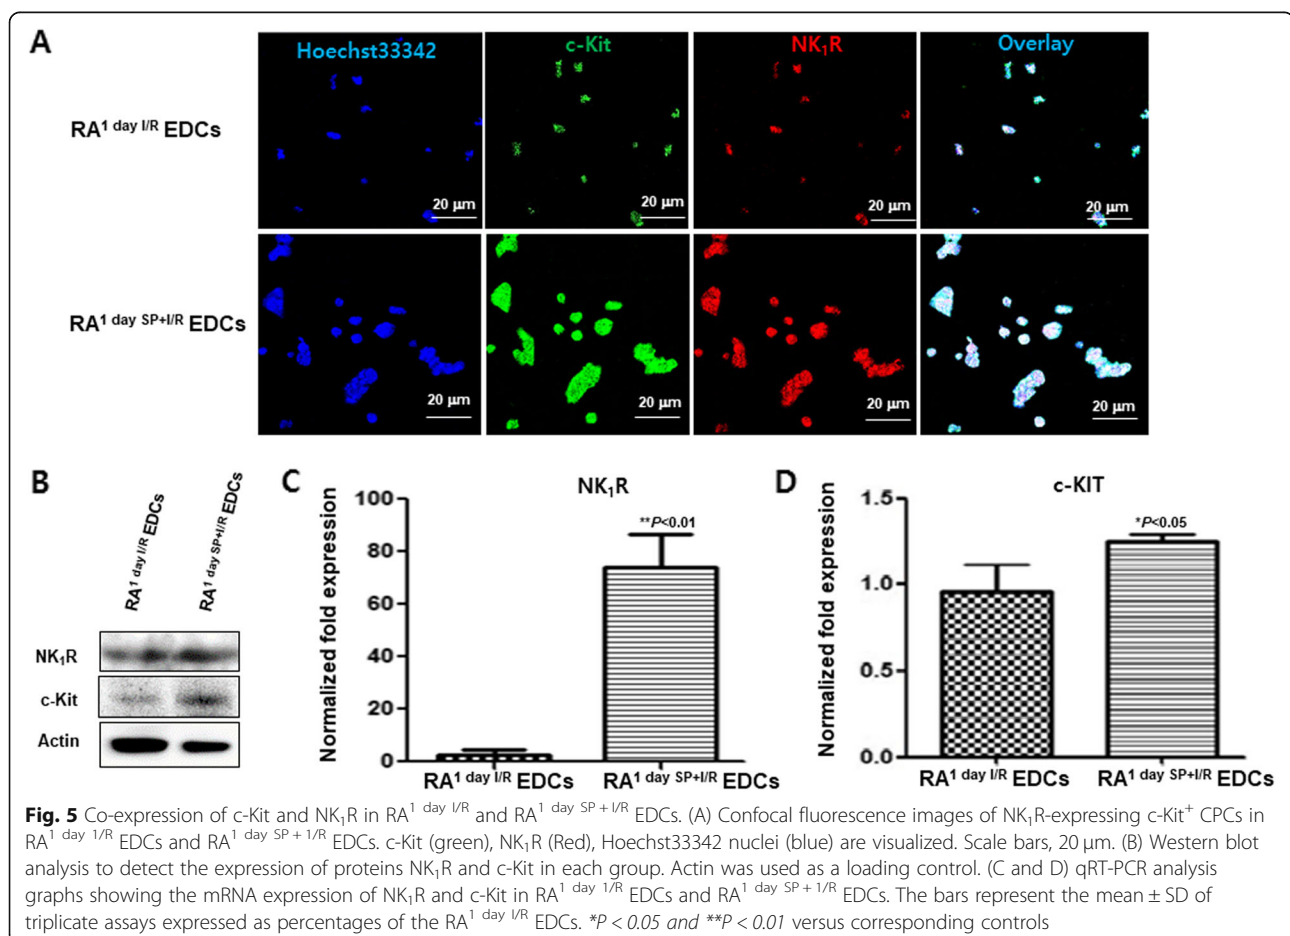 A
Hoechst33342 c-Kit NK₁R Overlay
RA¹ ᵈᵃʸ ᴵ/ᴿ EDCs
20 µm 20 µm 20 µm 20 µm
RA¹ ᵈᵃʸ ˢᴾ⁺ᴵ/ᴿ EDCs
20 µm 20 µm 20 µm 20 µm
B
RA¹ ᵈᵃʸ ᴵ/ᴿ EDCs
RA¹ ᵈᵃʸ ˢᴾ⁺ᴵ/ᴿ EDCs
NK₁R
c-Kit
Actin
C
NK₁R
Normalized fold expression
100
80
60
40
20
0
**P<0.01
RA¹ ᵈᵃʸ ᴵ/ᴿ EDCs RA¹ ᵈᵃʸ ˢᴾ⁺ᴵ/ᴿ EDCs
D
c-KIT
Normalized fold expression
1.5
1.0
0.5
0.0
*P<0.05
RA¹ ᵈᵃʸ ᴵ/ᴿ EDCs RA¹ ᵈᵃʸ ˢᴾ⁺ᴵ/ᴿ EDCs
Fig. 5 Co-expression of c-Kit and NK₁R in RA¹ ᵈᵃʸ ᴵ/ᴿ and RA¹ ᵈᵃʸ ˢᴾ ⁺ ᴵ/ᴿ EDCs. (A) Confocal fluorescence images of NK₁R-expressing c-Kit⁺ CPCs in
RA¹ ᵈᵃʸ ¹/ᴿ EDCs and RA¹ ᵈᵃʸ ˢᴾ ⁺ ¹/ᴿ EDCs. c-Kit (green), NK₁R (Red), Hoechst33342 nuclei (blue) are visualized. Scale bars, 20 µm. (B) Western blot
analysis to detect the expression of proteins NK₁R and c-Kit in each group. Actin was used as a loading control. (C and D) qRT-PCR analysis
graphs showing the mRNA expression of NK₁R and c-Kit in RA¹ ᵈᵃʸ ¹/ᴿ EDCs and RA¹ ᵈᵃʸ ˢᴾ ⁺ ¹/ᴿ EDCs. The bars represent the mean ± SD of
triplicate assays expressed as percentages of the RA¹ ᵈᵃʸ ᴵ/ᴿ EDCs. *P < 0.05 and **P < 0.01 versus corresponding controls